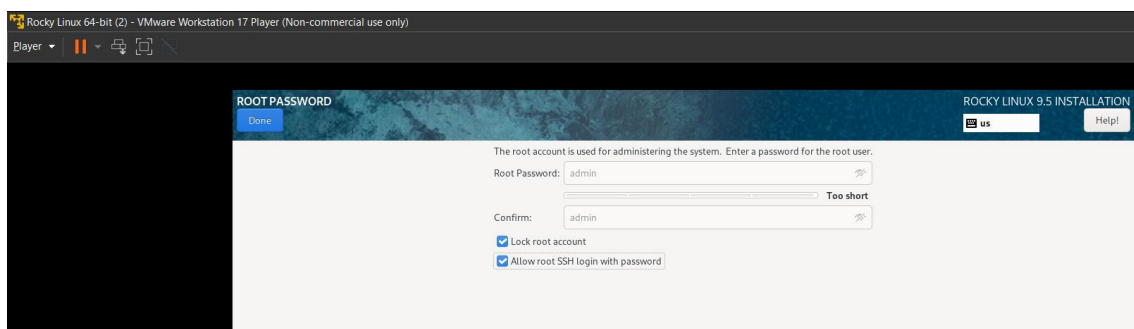 Rocky Linux 64-bit (2) - VMware Workstation 17 Player (Non-commercial use only)
Player
ROOT PASSWORD
ROCKY LINUX 9.5 INSTALLATION
Done
us
Help!
The root account is used for administering the system. Enter a password for the root user.
Root Password: admin
Too short
Confirm: admin
Lock root account
Allow root SSH login with password